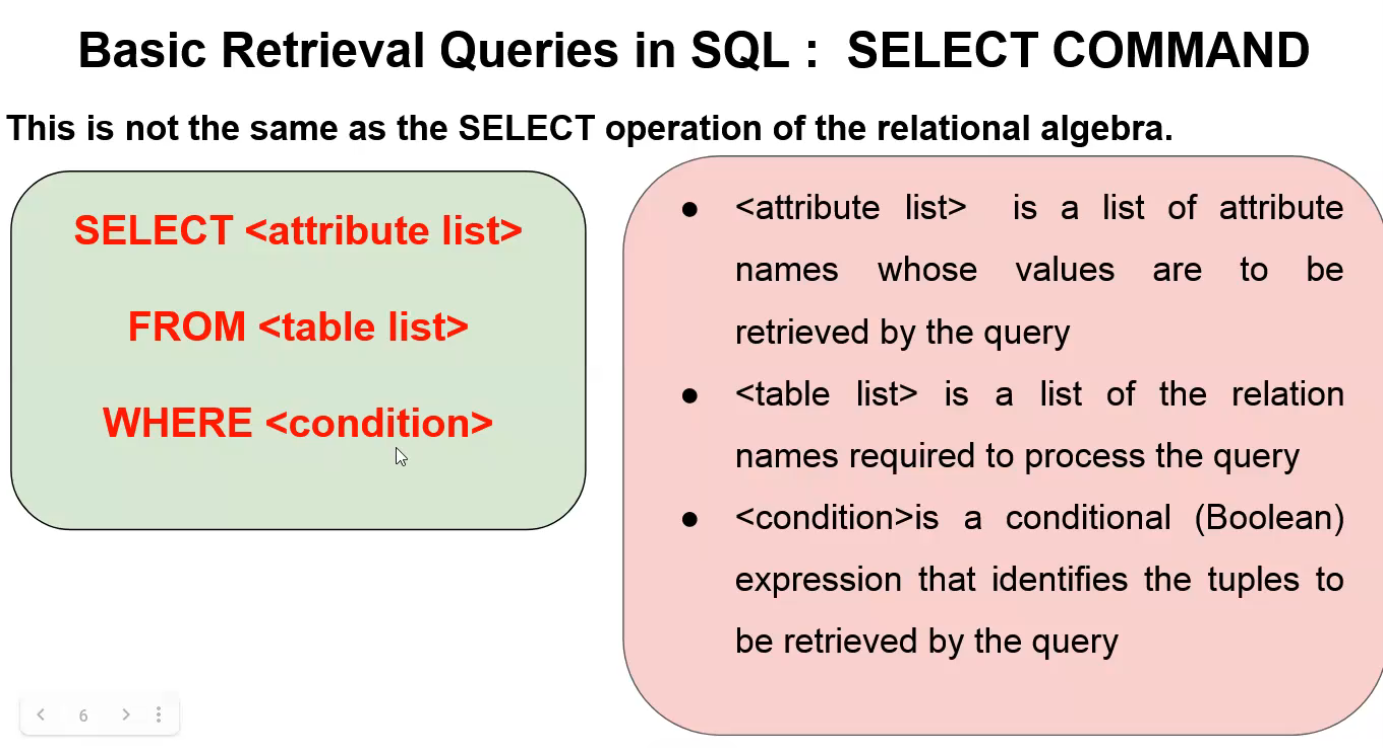 Basic Retrieval Queries in SQL : SELECT COMMAND
This is not the same as the SELECT operation of the relational algebra.
SELECT <attribute list>
FROM <table list>
WHERE <condition>
● <attribute list> is a list of attribute
names whose values are to be
retrieved by the query
● <table list> is a list of the relation
names required to process the query
● <condition>is a conditional (Boolean)
expression that identifies the tuples to
be retrieved by the query
6